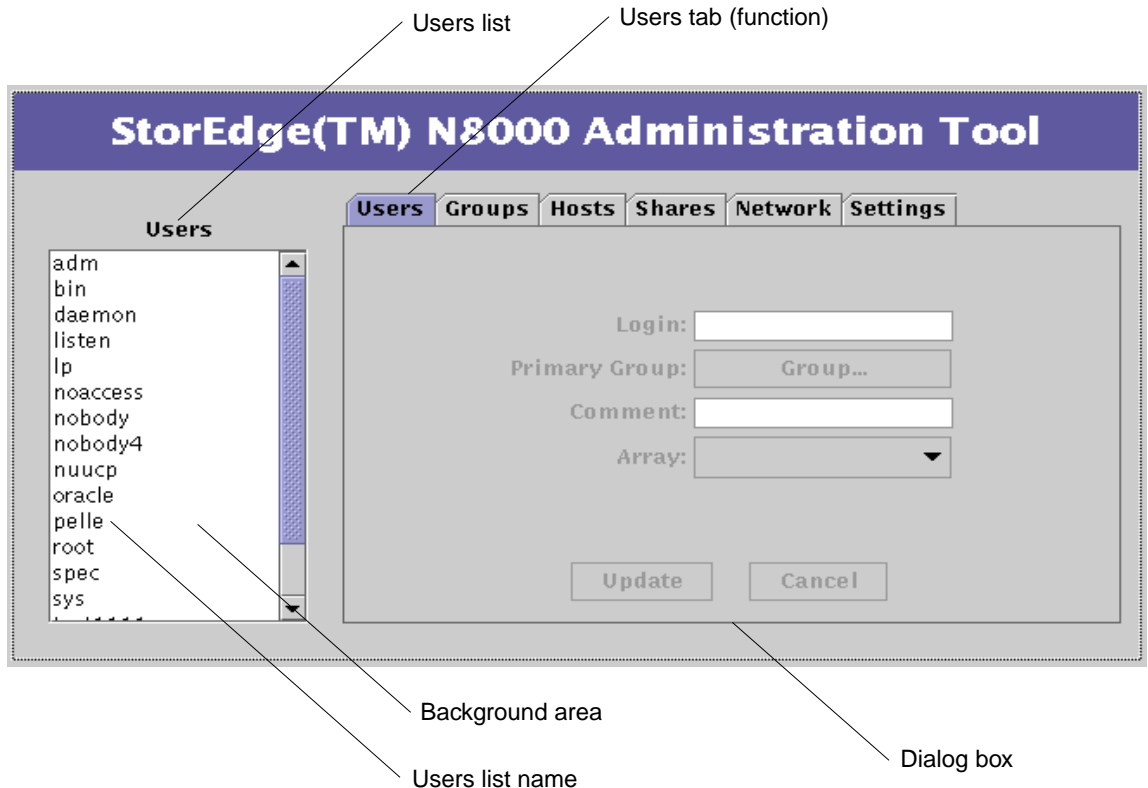 Users list
Users tab (function)
StorEdge(TM) N8000 Administration Tool
Users Groups Hosts Shares Network Settings
Users
adm
bin
daemon
listen
lp
noaccess
nobody
nobody4
nuucp
oracle
pelle
root
spec
sys
Login:
Primary Group: Group...
Comment:
Array:
Update Cancel
Background area
Dialog box
Users list name